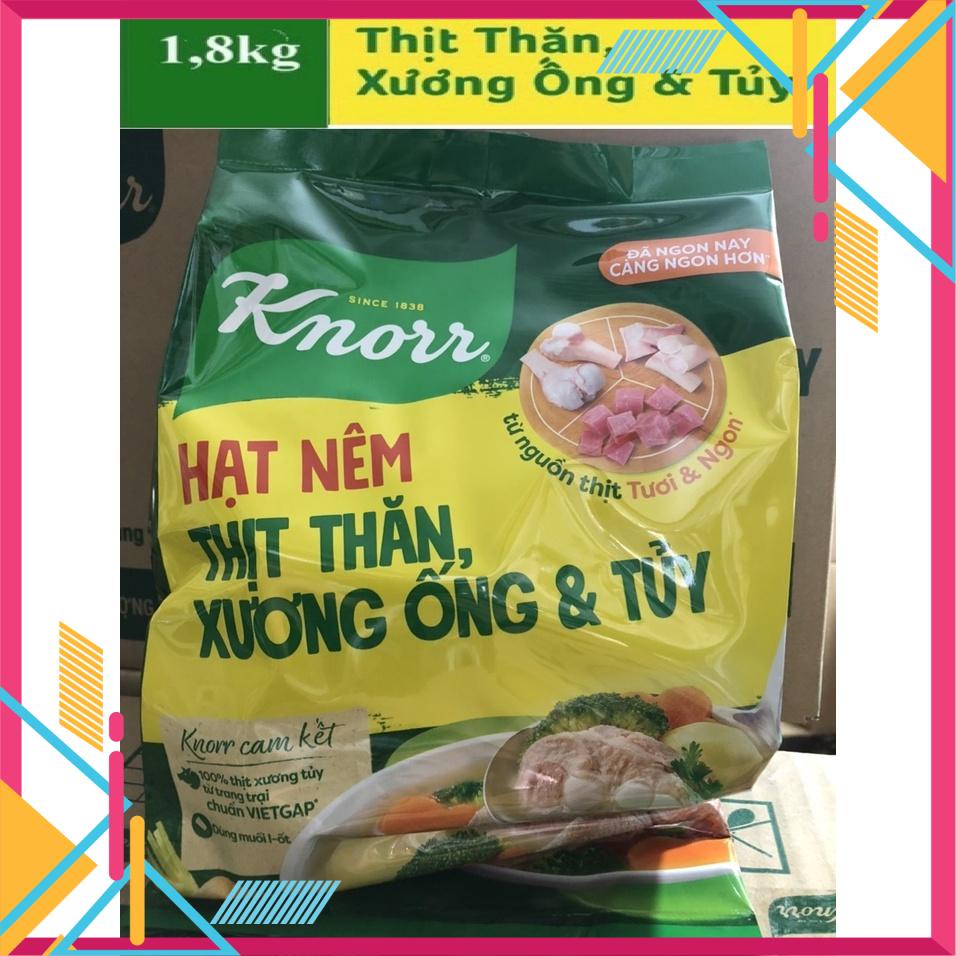 1,8kg
Thịt Thăn,
Xướng Ống & Tủy
SINCE 1838
Knorr
ĐÃ NGON NAY
CÀNG NGON HƠN
từ nguồn thịt Tươi & Ngon*
HẠT NÊM
THỊT THĂN,
XƯƠNG ỐNG & TỦY
Knorr cam kết
100% thịt xương tủy
từ trang trại
chuẩn VIETGAP*
Dùng muối I-ốt
Knorr